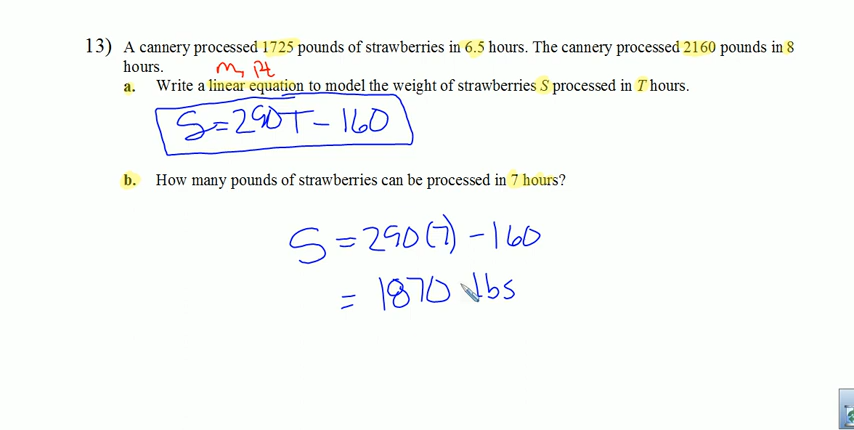 13) A cannery processed 1725 pounds of strawberries in 6.5 hours. The cannery processed 2160 pounds in 8
hours.
m, pt
a. Write a linear equation to model the weight of strawberries S processed in T hours.
S=290T-160
b. How many pounds of strawberries can be processed in 7 hours?
S=290(7)-160
= 1870 lbs